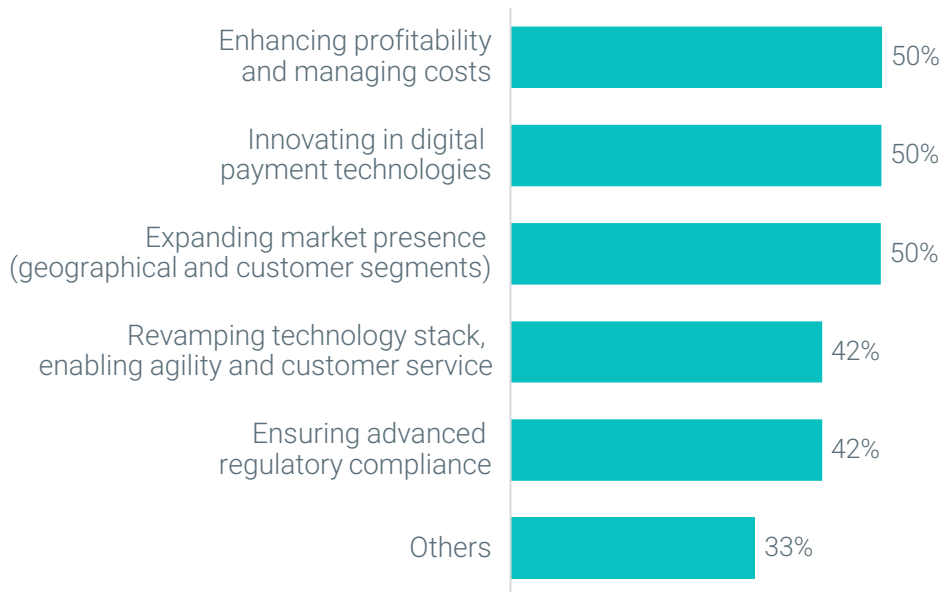 Enhancing profitability
and managing costs
50%
Innovating in digital
payment technologies
50%
Expanding market presence
(geographical and customer segments)
50%
Revamping technology stack,
enabling agility and customer service
42%
Ensuring advanced
regulatory compliance
42%
Others
33%